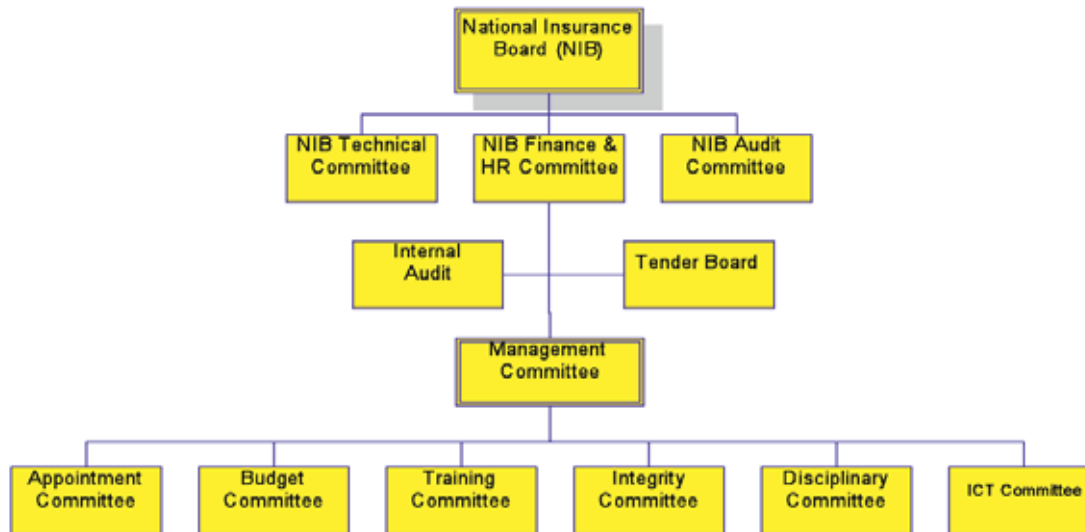 National Insurance
Board (NIB)
NIB Technical
Committee
NIB Finance &
HR Committee
NIB Audit
Committee
Internal
Audit
Tender Board
Management
Committee
Appointment
Committee
Budget
Committee
Training
Committee
Integrity
Committee
Disciplinary
Committee
ICT Committee